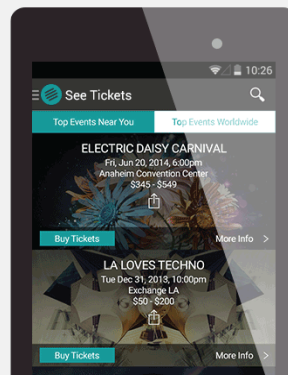 10:26
See Tickets
Top Events Near You
Top Events Worldwide
ELECTRIC DAISY CARNIVAL
Fri, Jun 20, 2014, 6:00pm
Anaheim Convention Center
$345 - $549
Buy Tickets
More Info >
LA LOVES TECHNO
Tue Dec 31, 2013, 10:00pm
Exchange LA
$50 - $200
Buy Tickets
More Info >